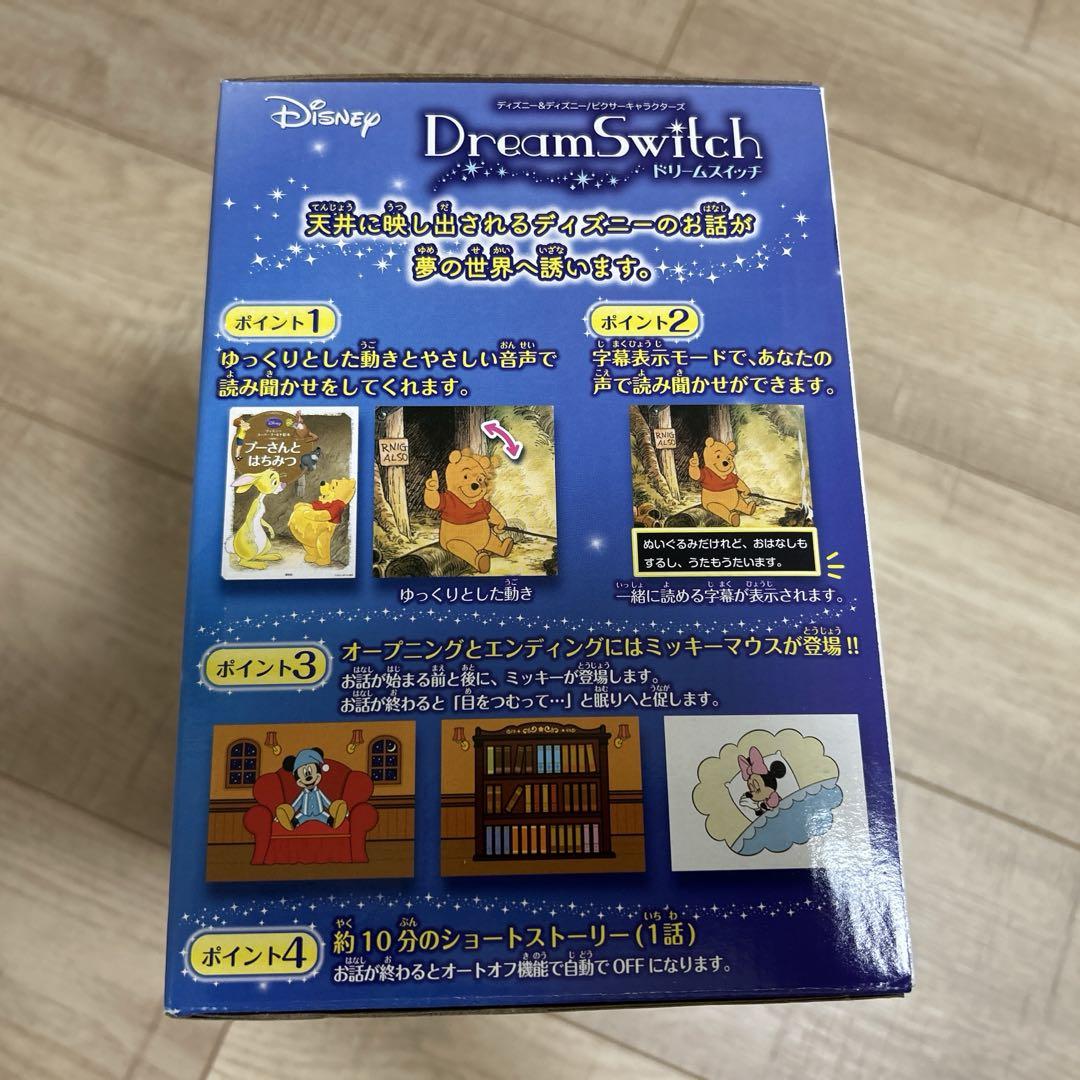 Disney
ディズニー&ディズニー/ピクサーキャラクターズ
DreamSwitch
ドリームスイッチ
天井に映し出されるディズニーのお話が
夢の世界へ誘います。
ポイント1
ゆっくりとした動きとやさしい音声で
読み聞かせをしてくれます。
プーさんと
はちみつ
RNIG
ALSO
ゆっくりとした動き
ポイント2
字幕表示モードで、あなたの
声で読み聞かせができます。
RNIG
ALSO
ぬいぐるみだけれど、おはなしも
するし、うたもうたいます。
一緒に読める字幕が表示されます。
ポイント3
オープニングとエンディングにはミッキーマウスが登場!!
お話が始まる前と後に、ミッキーが登場します。
お話が終わると「目をつむって…」と眠りへと促します。
ポイント4
約10分のショートストーリー(1話)
お話が終わるとオートオフ機能で自動でOFFになります。